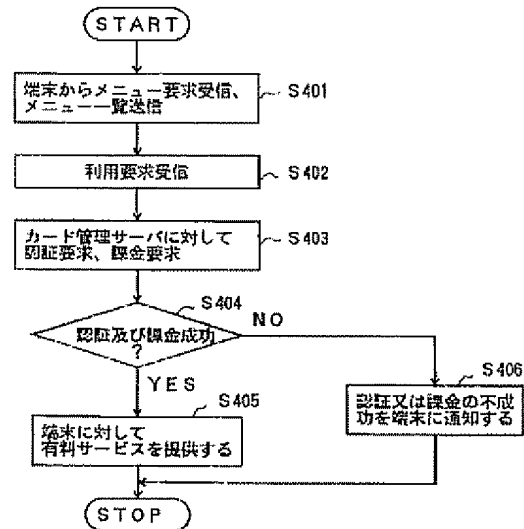 START
端末からメニュー要求受信、
メニュー一覧送信
S401
利用要求受信
S402
カード管理サーバに対して
認証要求、課金要求
S403
S404
認証及び課金成功
?
NO
YES
S405
端末に対して
有料サービスを提供する
S406
認証又は課金の不成
功を端末に通知する
STOP